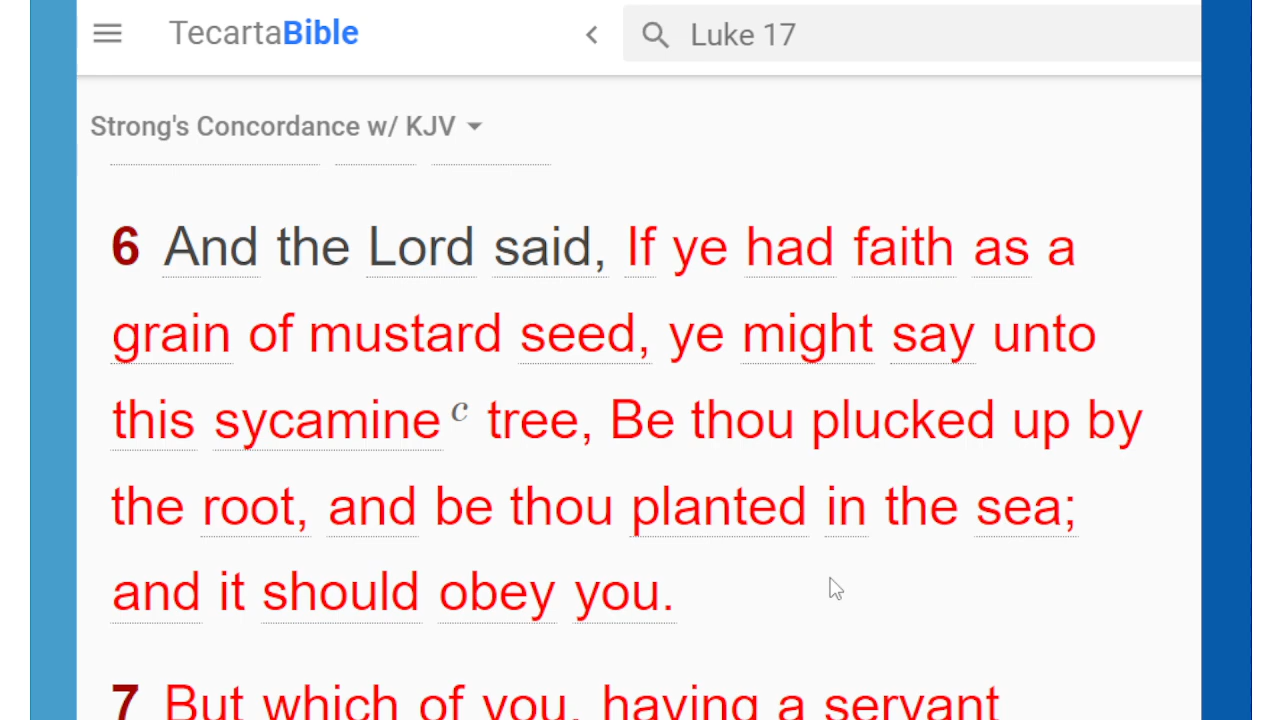 TecartaBible
Luke 17
Strong's Concordance w/ KJV
6 And the Lord said, If ye had faith as a
grain of mustard seed, ye might say unto
this sycamine c tree, Be thou plucked up by
the root, and be thou planted in the sea;
and it should obey you.
7 But which of you, having a servant